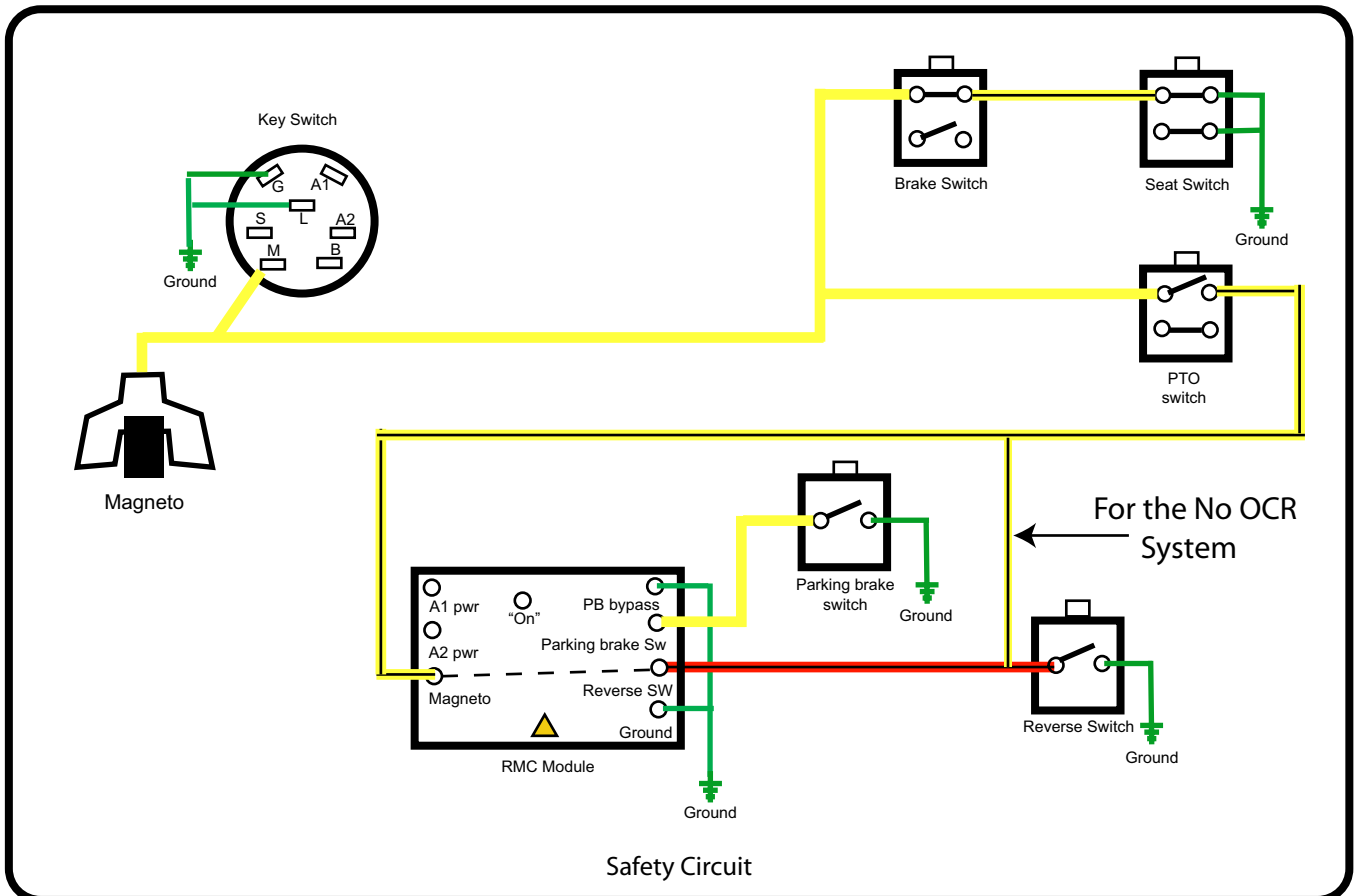 Key Switch
G
A1
L
S
A2
M
B
Ground
Brake Switch
Seat Switch
Ground
PTO
switch
Magneto
For the No OCR
System
Parking brake
switch
Ground
A1 pwr
"On"
PB bypass
A2 pwr
Parking brake Sw
Magneto
Reverse SW
Ground
RMC Module
Ground
Reverse Switch
Ground
Safety Circuit